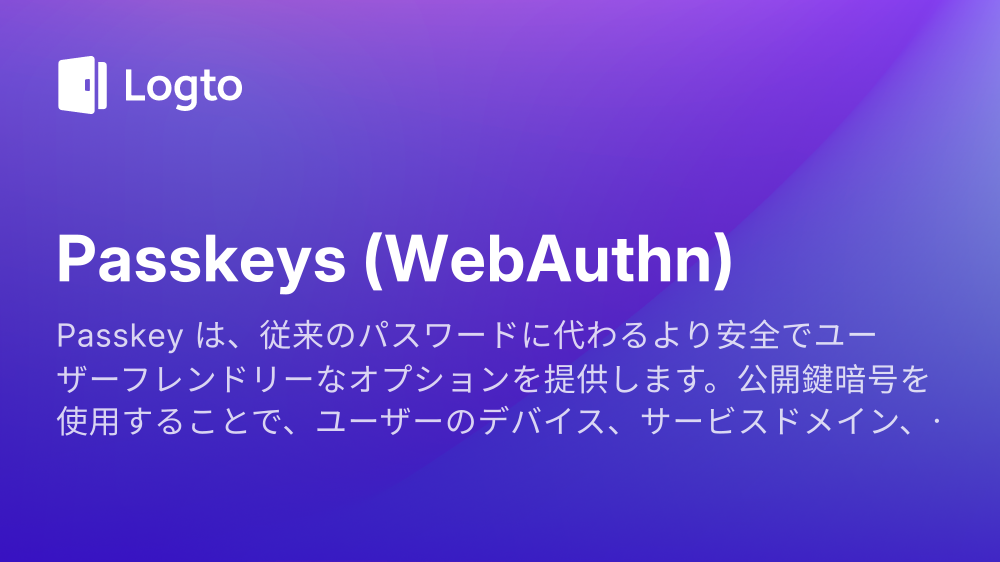 Logto
Passkeys (WebAuthn)
Passkey は、従来のパスワードに代わるより安全でユー
ザーフレンドリーなオプションを提供します。公開鍵暗号を
使用することで、ユーザーのデバイス、サービスドメイン、·